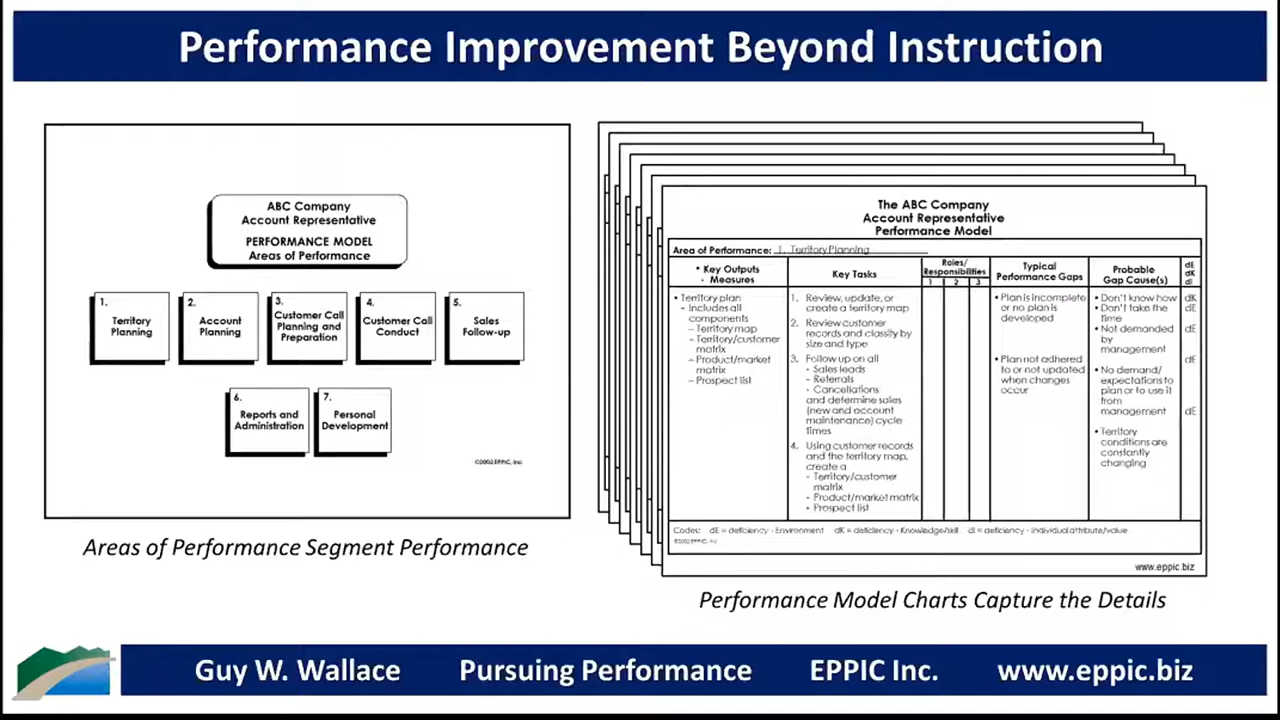 Performance Improvement Beyond Instruction
ABC Company
Account Representative
PERFORMANCE MODEL
Areas of Performance
1.
Territory
Planning
2.
Account
Planning
3.
Customer Call
Planning and
Preparation
4.
Customer Call
Conduct
5.
Sales
Follow-up
6.
Reports and
Administration
7.
Personal
Development
©2002 EPPIC, Inc.
Areas of Performance Segment Performance
The ABC Company
Account Representative
Performance Model
Area of Performance: 1. Territory Planning
• Key Outputs
- Measures
Key Tasks
Roles/
Responsibilities
1 2 3
Typical
Performance Gaps
Probable
Gap Cause(s)
dE
dK
dI
• Territory plan
– Includes all
components
– Territory map
– Territory/customer
matrix
– Product/market
matrix
– Prospect list
1. Review, update, or
create a territory map
2. Review customer
records and classify by
size and type
3. Follow up on all
- Sales leads
- Referrals
- Cancellations
and determine sales
(new and account
maintenance) cycle
times
4. Using customer records
and the territory map,
create a
- Territory/customer
matrix
- Product/market matrix
- Prospect list
• Plan is incomplete
or no plan is
developed
• Plan not adhered
to or not updated
when changes
occur
• Don't know how
• Don't take the
time
• Not demanded
by
management
• No demand/
expectations to
plan or to use it
from
management
• Territory
conditions are
constantly
changing
dK
dE
dE
dE
dE
Codes: dE = deficiency - Environment dK = deficiency - Knowledge/skill dI = deficiency - Individual attribute/value
©2002 EPPIC, Inc.
www.eppic.biz
Performance Model Charts Capture the Details
Guy W. Wallace Pursuing Performance EPPIC Inc. www.eppic.biz